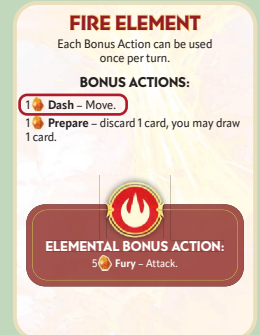 FIRE ELEMENT
Each Bonus Action can be used
once per turn.
BONUS ACTIONS:
1 Dash – Move.
1 Prepare – discard 1 card, you may draw
1 card.
ELEMENTAL BONUS ACTION:
5 Fury – Attack.